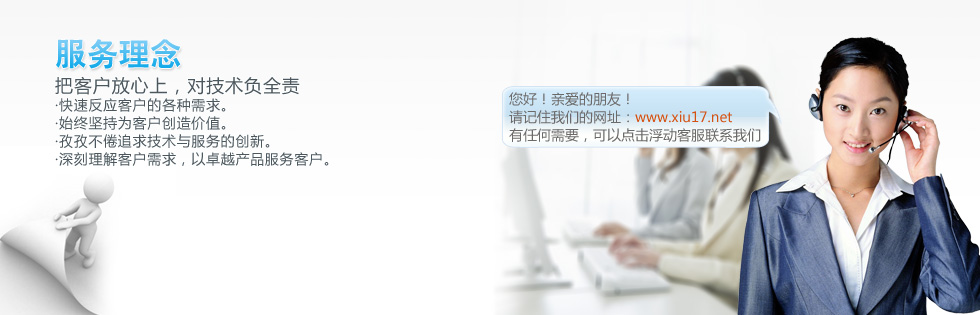 服务理念
把客户放心上，对技术负全责
·快速反应客户的各种需求。
·始终坚持为客户创造价值。
·孜孜不倦追求技术与服务的创新。
·深刻理解客户需求，以卓越产品服务客户。
您好！亲爱的朋友！
请记住我们的网址：www.xiu17.net
有任何需要，可以点击浮动客服联系我们